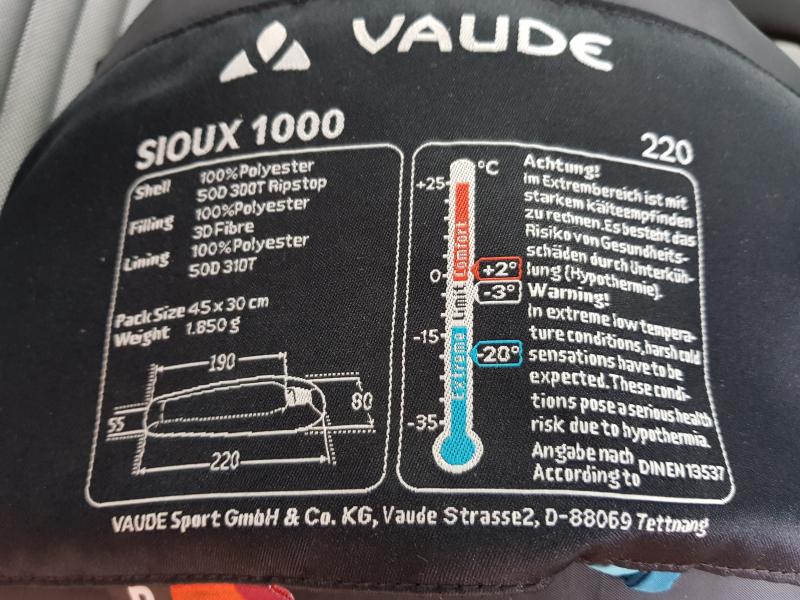 VAUDE
SIOUX 1000
220
Shell 100%Polyester
50D 300T Ripstop
Filling 100%Polyester
3D Fibre
Lining 100%Polyester
50D 310T
Pack Size 45 x 30 cm
Weight 1.850 g
190
80
55
220
°C
+25
0
-15
-35
Comfort
Limit
Extreme
+2°
-3°
-20°
Achtung!
Im Extrembereich ist mit
starkem Kälteempfinden
zu rechnen. Es besteht das
Risiko von Gesundheits-
schäden durch Unterküh-
lung (Hypothermie).
Warning!
In extreme low tempera-
ture conditions, harsh cold
sensations have to be
expected. These condi-
tions pose a serious health
risk due to hypothermia.
Angabe nach
According to DIN EN 13537
VAUDE Sport GmbH & Co. KG, Vaude Strasse2, D-88069 Tettnang